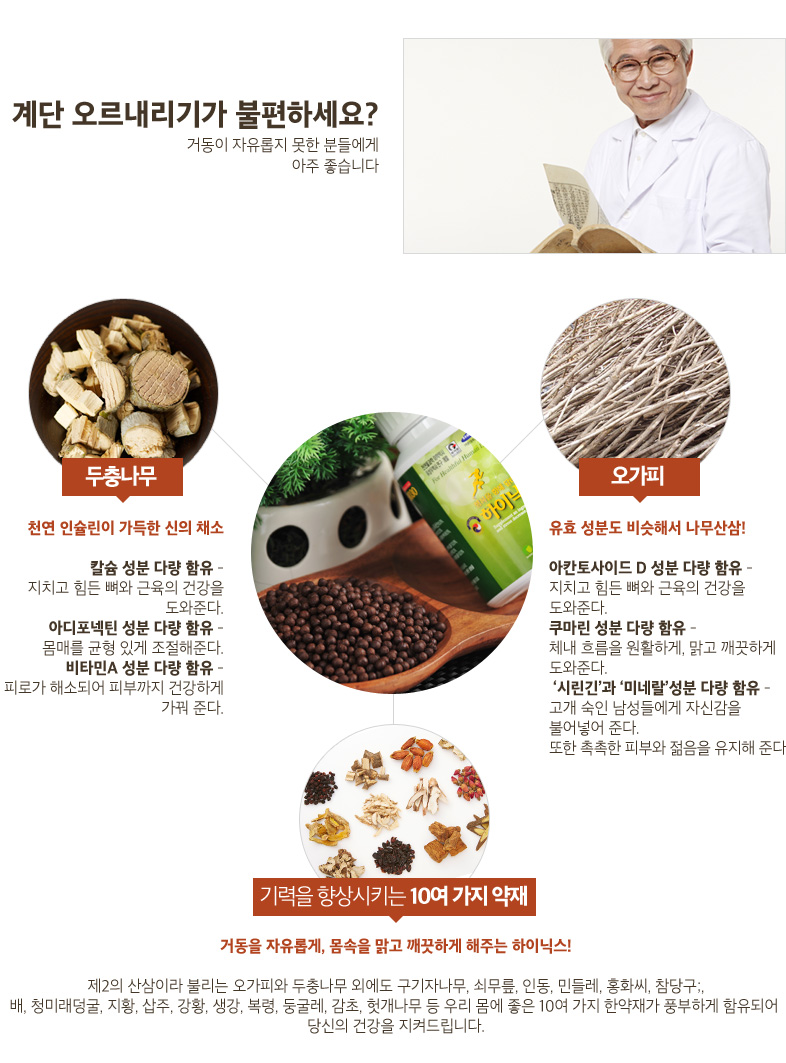 계단 오르내리기가 불편하세요?
거동이 자유롭지 못한 분들에게
아주 좋습니다
두충나무
천연 인슐린이 가득한 신의 채소
칼슘 성분 다량 함유 -
지치고 힘든 뼈와 근육의 건강을
도와준다.
아디포넥틴 성분 다량 함유 -
몸매를 균형 있게 조절해준다.
비타민A 성분 다량 함유 -
피로가 해소되어 피부까지 건강하게
가꿔 준다.
For Healthful Human
하이닉
오가피
유효 성분도 비슷해서 나무산삼!
아칸토사이드 D 성분 다량 함유 -
지치고 힘든 뼈와 근육의 건강을
도와준다.
쿠마린 성분 다량 함유 -
체내 흐름을 원활하게, 맑고 깨끗하게
도와준다.
‘시린긴’과 ‘미네랄’성분 다량 함유 -
고개 숙인 남성들에게 자신감을
불어넣어 준다.
또한 촉촉한 피부와 젊음을 유지해 준다
기력을 향상시키는 10여 가지 약재
거동을 자유롭게, 몸속을 맑고 깨끗하게 해주는 하이닉스!
제2의 산삼이라 불리는 오가피와 두충나무 외에도 구기자나무, 쇠무릎, 인동, 민들레, 홍화씨, 참당구:,
배, 청미래덩굴, 지황, 삽주, 강황, 생강, 복령, 둥굴레, 감초, 헛개나무 등 우리 몸에 좋은 10여 가지 한약재가 풍부하게 함유되어
당신의 건강을 지켜드립니다.